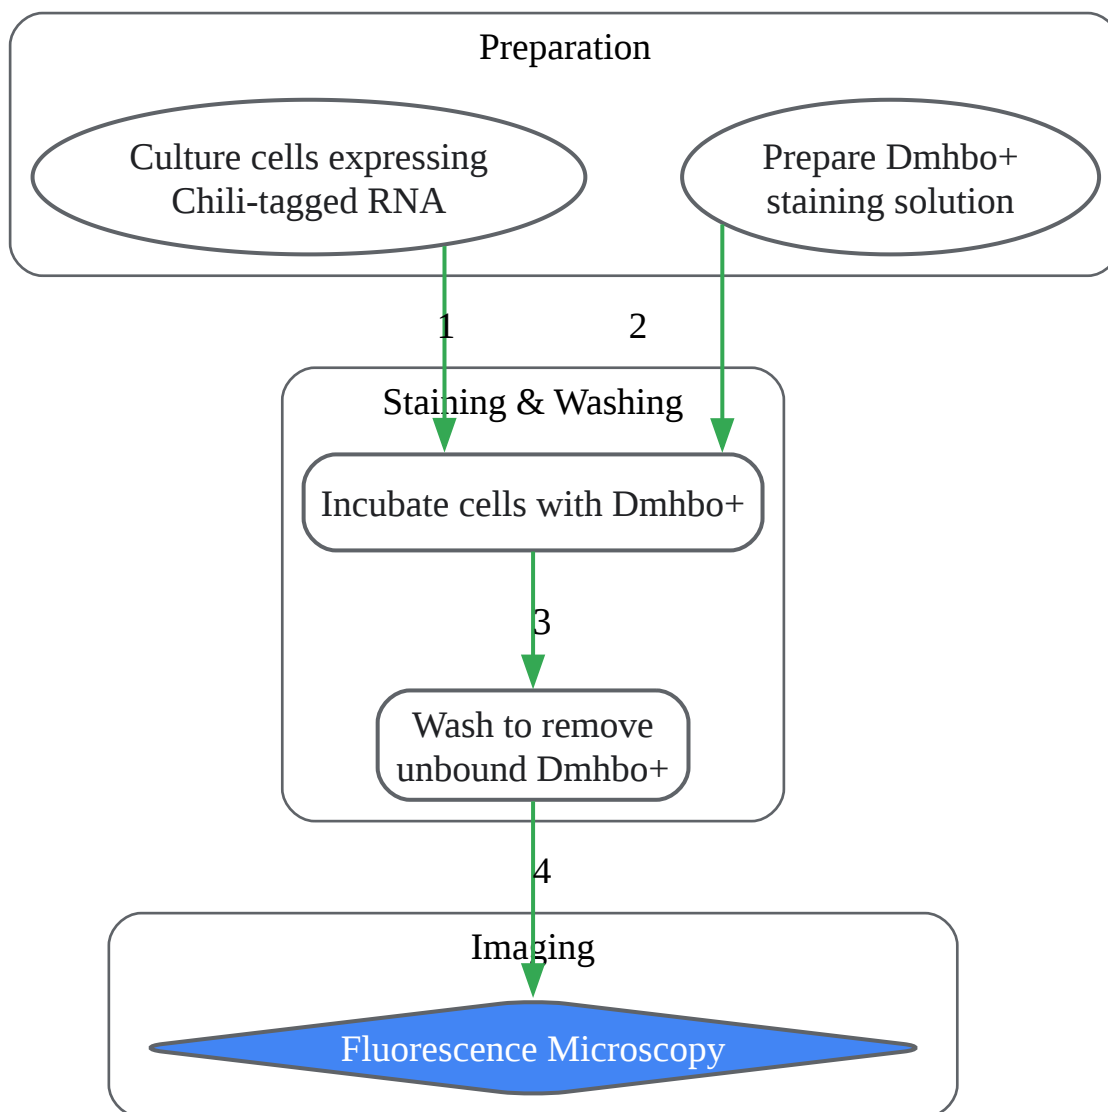 Preparation
Culture cells expressing
Chili-tagged RNA
Prepare Dmhbo+
staining solution
1
2
Staining & Washing
Incubate cells with Dmhbo+
3
Wash to remove
unbound Dmhbo+
4
Imaging
Fluorescence Microscopy